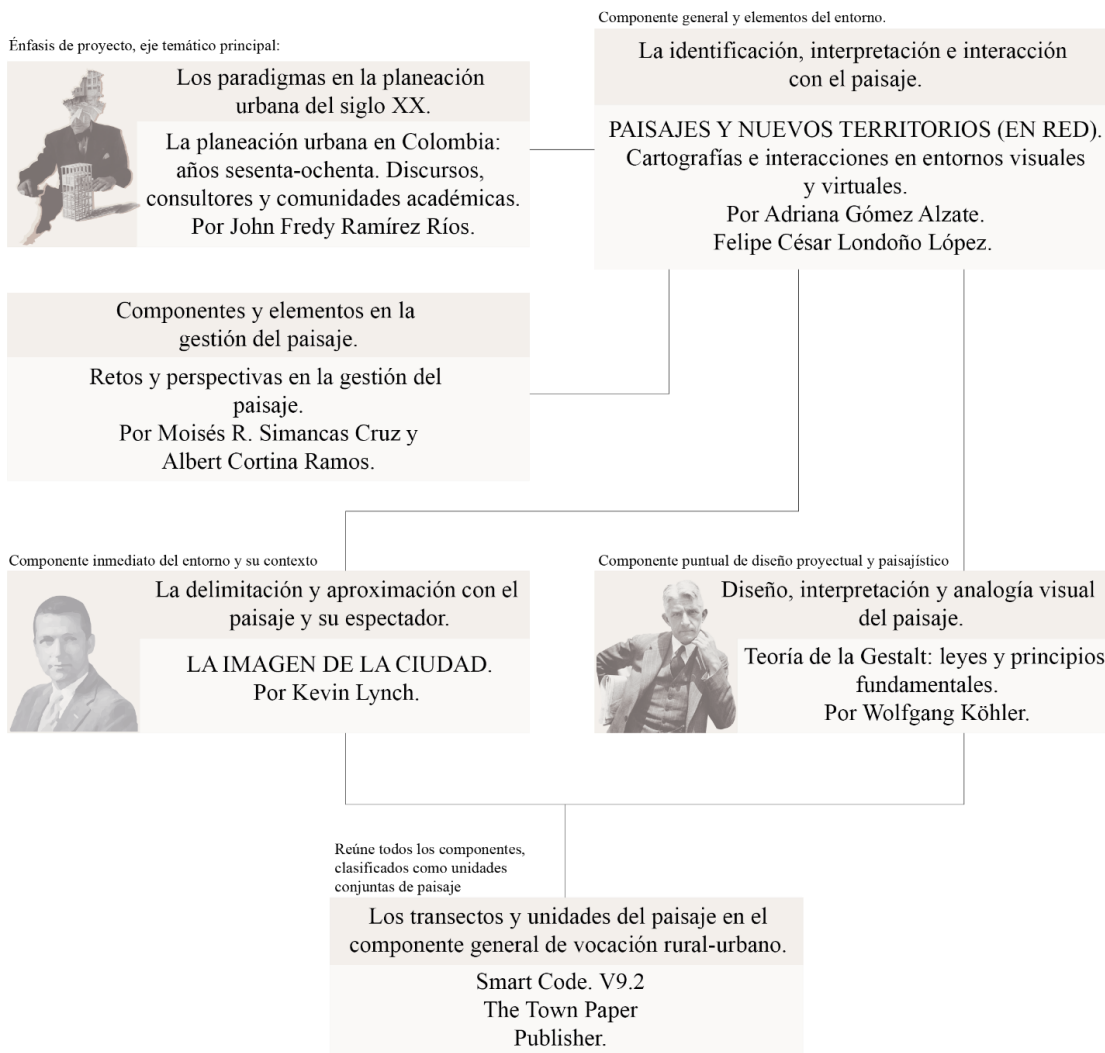 Énfasis de proyecto, eje temático principal:
Los paradigmas en la planeación
urbana del siglo XX.
La planeación urbana en Colombia:
años sesenta-ochenta. Discursos,
consultores y comunidades académicas.
Por John Fredy Ramírez Ríos.
Componente general y elementos del entorno.
La identificación, interpretación e interacción
con el paisaje.
PAISAJES Y NUEVOS TERRITORIOS (EN RED).
Cartografías e interacciones en entornos visuales
y virtuales.
Por Adriana Gómez Alzate.
Felipe César Londoño López.
Componentes y elementos en la
gestión del paisaje.
Retos y perspectivas en la gestión del
paisaje.
Por Moisés R. Simancas Cruz y
Albert Cortina Ramos.
Componente inmediato del entorno y su contexto
La delimitación y aproximación con el
paisaje y su espectador.
LA IMAGEN DE LA CIUDAD.
Por Kevin Lynch.
Componente puntual de diseño proyectual y paisajístico
Diseño, interpretación y analogía visual
del paisaje.
Teoría de la Gestalt: leyes y principios
fundamentales.
Por Wolfgang Köhler.
Reúne todos los componentes,
clasificados como unidades
conjuntas de paisaje
Los transectos y unidades del paisaje en el
componente general de vocación rural-urbano.
Smart Code. V9.2
The Town Paper
Publisher.